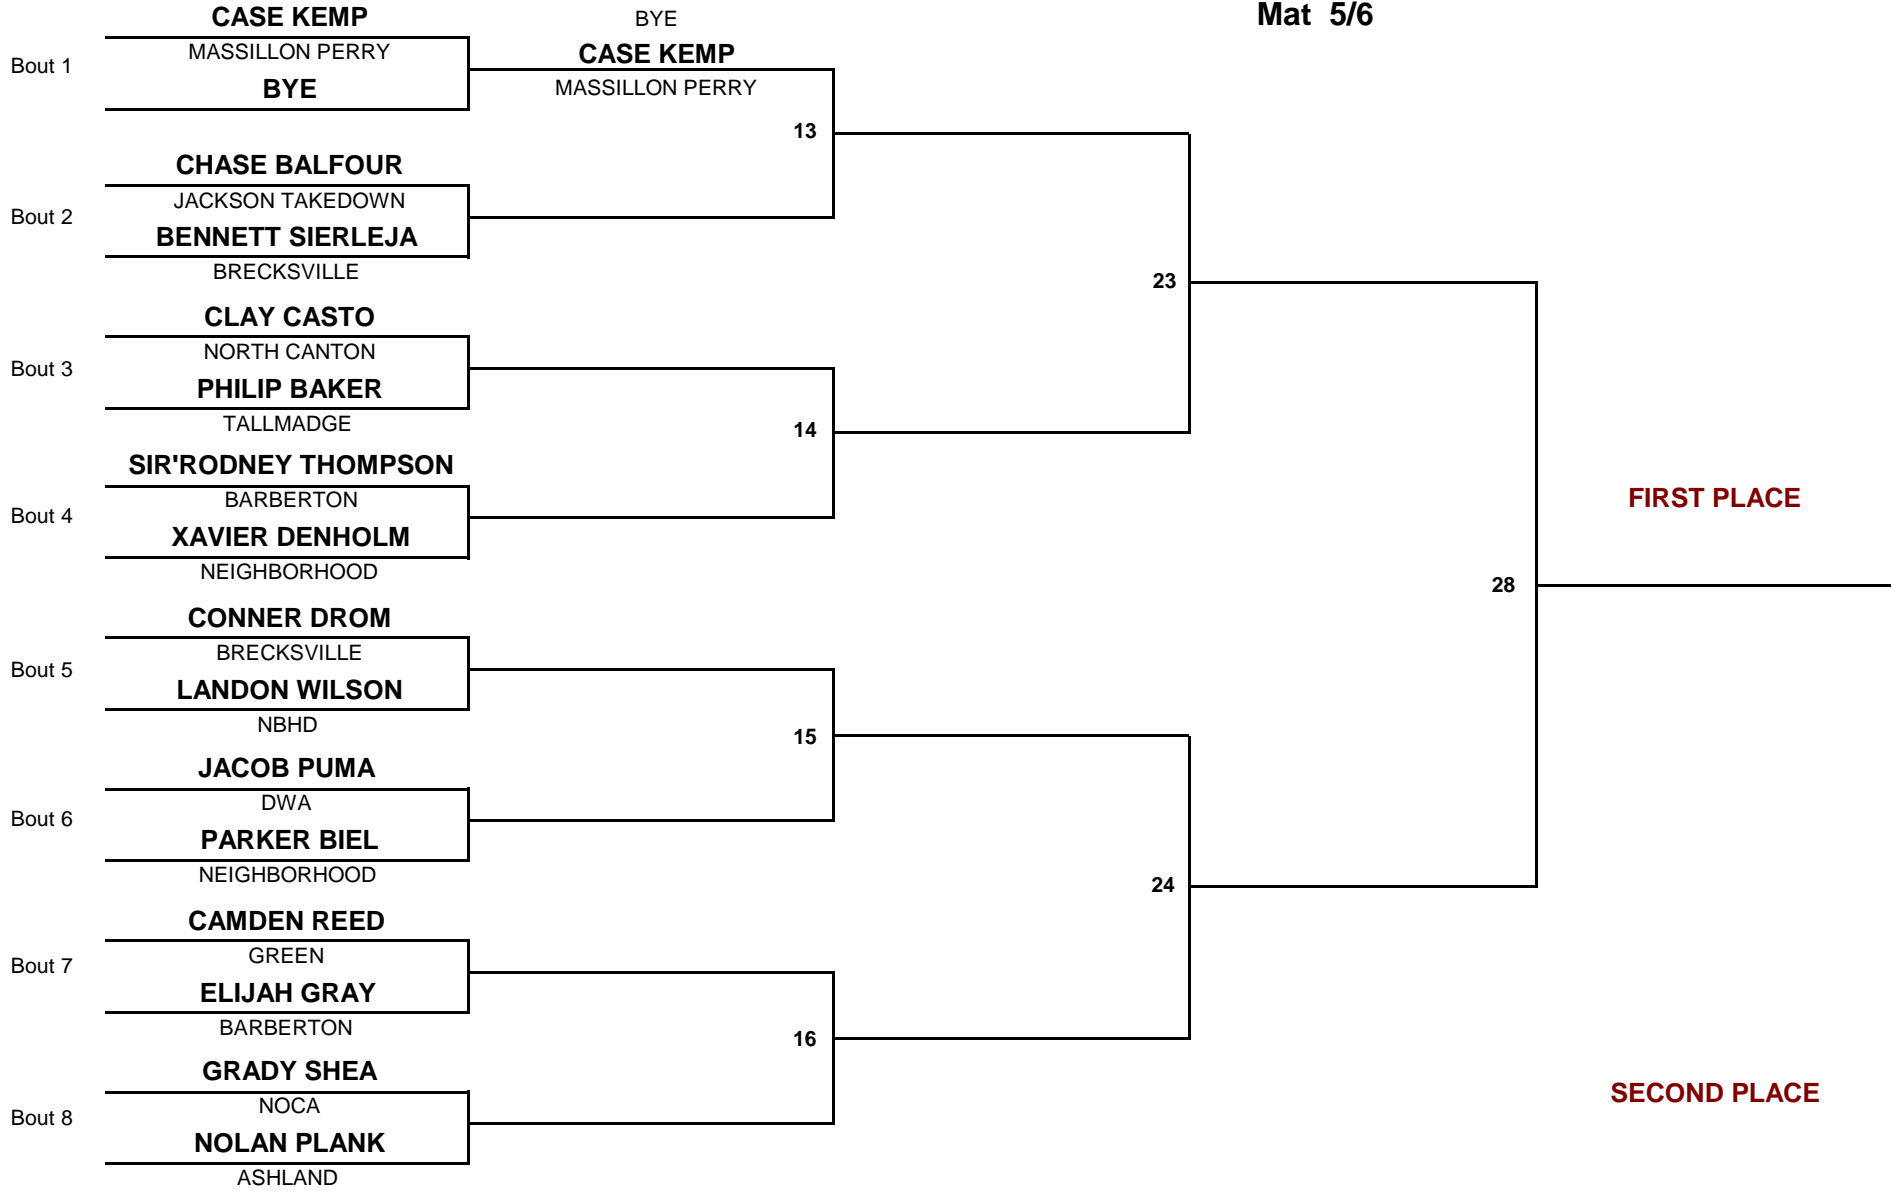 CASE KEMP
BYE
Mat 5/6
Bout 1
MASSILLON PERRY
CASE KEMP
BYE
MASSILLON PERRY
13
CHASE BALFOUR
Bout 2
JACKSON TAKEDOWN
BENNETT SIERLEJA
BRECKSVILLE
23
CLAY CASTO
Bout 3
NORTH CANTON
PHILIP BAKER
TALLMADGE
14
SIR'RODNEY THOMPSON
Bout 4
BARBERTON
XAVIER DENHOLM
NEIGHBORHOOD
FIRST PLACE
28
CONNER DROM
Bout 5
BRECKSVILLE
LANDON WILSON
NBHD
15
JACOB PUMA
Bout 6
DWA
PARKER BIEL
NEIGHBORHOOD
24
CAMDEN REED
Bout 7
GREEN
ELIJAH GRAY
BARBERTON
16
GRADY SHEA
Bout 8
NOCA
NOLAN PLANK
ASHLAND
SECOND PLACE